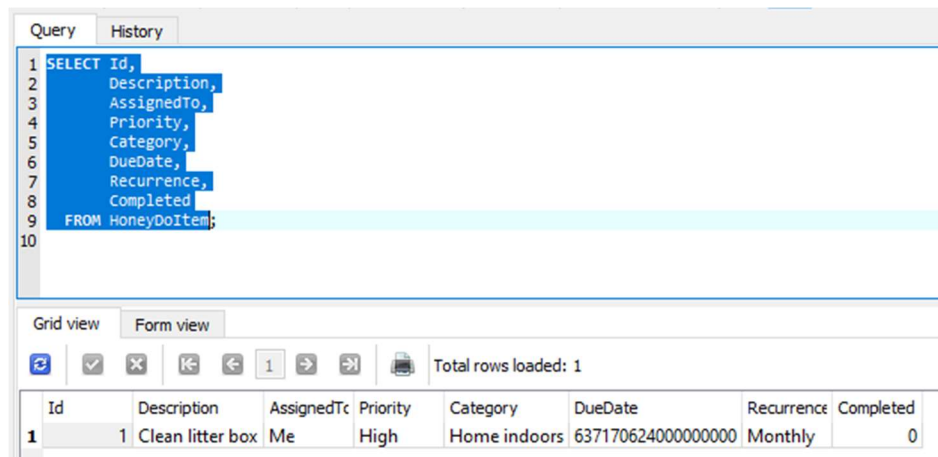 Query History
1 SELECT Id,
2 Description,
3 AssignedTo,
4 Priority,
5 Category,
6 DueDate,
7 Recurrence,
8 Completed
9 FROM HoneyDoItem;
10
Grid view Form view
1 Total rows loaded: 1
Id Description AssignedTc Priority Category DueDate Recurrence Completed
1 1 Clean litter box Me High Home indoors 637170624000000000 Monthly 0